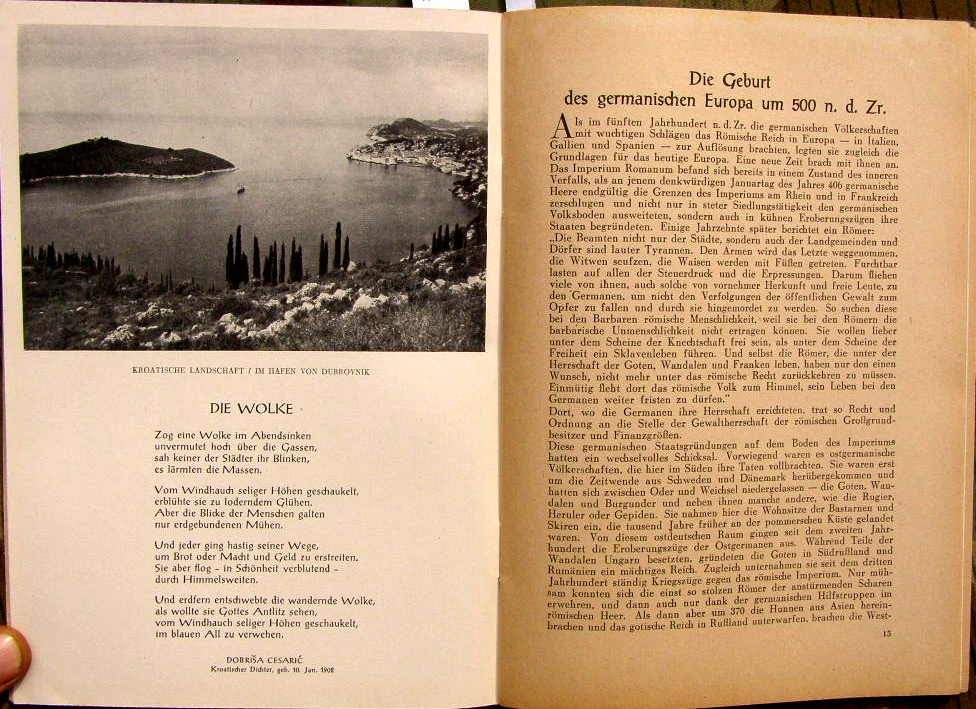 KROATISCHE LANDSCHAFT / IM HAFEN VON DUBROVNIK
DIE WOLKE
Zog eine Wolke im Abendsinken
unvermutet hoch über die Gassen,
sah keiner der Städter ihr Blinken,
es lärmten die Massen.
Vom Windhauch seliger Höhen geschaukelt,
erblühte sie zu loderndem Glühen.
Aber die Blicke der Menschen galten
nur erdgebundenen Mühen.
Und jeder ging hastig seiner Wege,
um Brot oder Macht und Geld zu erstreiten.
Sie aber flog – in Schönheit verblutend –
durch Himmelsweiten.
Und erdfern entschwebte die wandernde Wolke,
als wollte sie Gottes Antlitz sehen,
vom Windhauch seliger Höhen geschaukelt,
im blauen All zu verwehen.
DOBRIŠA CESARIĆ
Kroatischer Dichter, geb. 10. Jan. 1902
Die Geburt
des germanischen Europa um 500 n. d. Zr.
Als im fünften Jahrhundert n. d. Zr. die germanischen Völkerschaften
mit wuchtigen Schlägen das Römische Reich in Europa — in Italien,
Gallien und Spanien — zur Auflösung brachten, legten sie zugleich die
Grundlagen für das heutige Europa. Eine neue Zeit brach mit ihnen an.
Das Imperium Romanum befand sich bereits in einem Zustand des inneren
Verfalls, als an jenem denkwürdigen Januartag des Jahres 406 germanische
Heere endgültig die Grenzen des Imperiums am Rhein und in Frankreich
zerschlugen und nicht nur in steter Siedlungstätigkeit den germanischen
Volksboden ausweiteten, sondern auch in kühnen Eroberungszügen ihre
Staaten begründeten. Einige Jahrzehnte später berichtet ein Römer:
„Die Beamten nicht nur der Städte, sondern auch der Landgemeinden und
Dörfer sind lauter Tyrannen. Den Armen wird das Letzte weggenommen,
die Witwen seufzen, die Waisen werden mit Füßen getreten. Furchtbar
lasten auf allen der Steuerdruck und die Erpressungen. Darum fliehen
viele von ihnen, auch solche von vornehmer Herkunft und freie Leute, zu
den Germanen, um nicht den Verfolgungen der öffentlichen Gewalt zum
Opfer zu fallen und durch sie hingemordet zu werden. So suchen diese
bei den Barbaren römische Menschlichkeit, weil sie bei den Römern die
barbarische Unmenschlichkeit nicht ertragen können. Sie wollen lieber
unter dem Scheine der Knechtschaft frei sein, als unter dem Scheine der
Freiheit ein Sklavenleben führen. Und selbst die Römer, die unter der
Herrschaft der Goten, Wandalen und Franken leben, haben nur den einen
Wunsch, nicht mehr unter das römische Recht zurückkehren zu müssen.
Einmütig fleht dort das römische Volk zum Himmel, sein Leben bei den
Germanen weiter fristen zu dürfen.“
Dort, wo die Germanen ihre Herrschaft errichteten, trat so Recht und
Ordnung an die Stelle der Gewaltherrschaft der römischen Großgrund-
besitzer und Finanzgrößen.
Diese germanischen Staatsgründungen auf dem Boden des Imperiums
hatten ein wechselvolles Schicksal. Vorwiegend waren es ostgermanische
Völkerschaften, die hier im Süden ihre Taten vollbrachten. Sie waren erst
um die Zeitwende aus Schweden und Dänemark herübergekommen und
hatten sich zwischen Oder und Weichsel niedergelassen — die Goten, Wan-
dalen und Burgunder und neben ihnen manche andere, wie die Rugier,
Heruler oder Gepiden. Sie nahmen hier die Wohnsitze der Bastarnen und
Skiren ein, die tausend Jahre früher an der pommerschen Küste gelandet
waren. Von diesem ostdeutschen Raum gingen seit dem zweiten Jahr-
hundert die Eroberungszüge der Ostgermanen aus. Während Teile der
Wandalen Ungarn besetzten, gründeten die Goten in Südrußland und
Rumänien ein mächtiges Reich. Zugleich unternahmen sie seit dem dritten
Jahrhundert ständig Kriegszüge gegen das römische Imperium. Nur müh-
sam konnten sich die einst so stolzen Römer der anstürmenden Scharen
erwehren, und dann auch nur dank der germanischen Hilfstruppen im
römischen Heer. Als dann aber um 370 die Hunnen aus Asien herein-
brachen und das gotische Reich in Rußland unterwarfen, brachen die West-
15